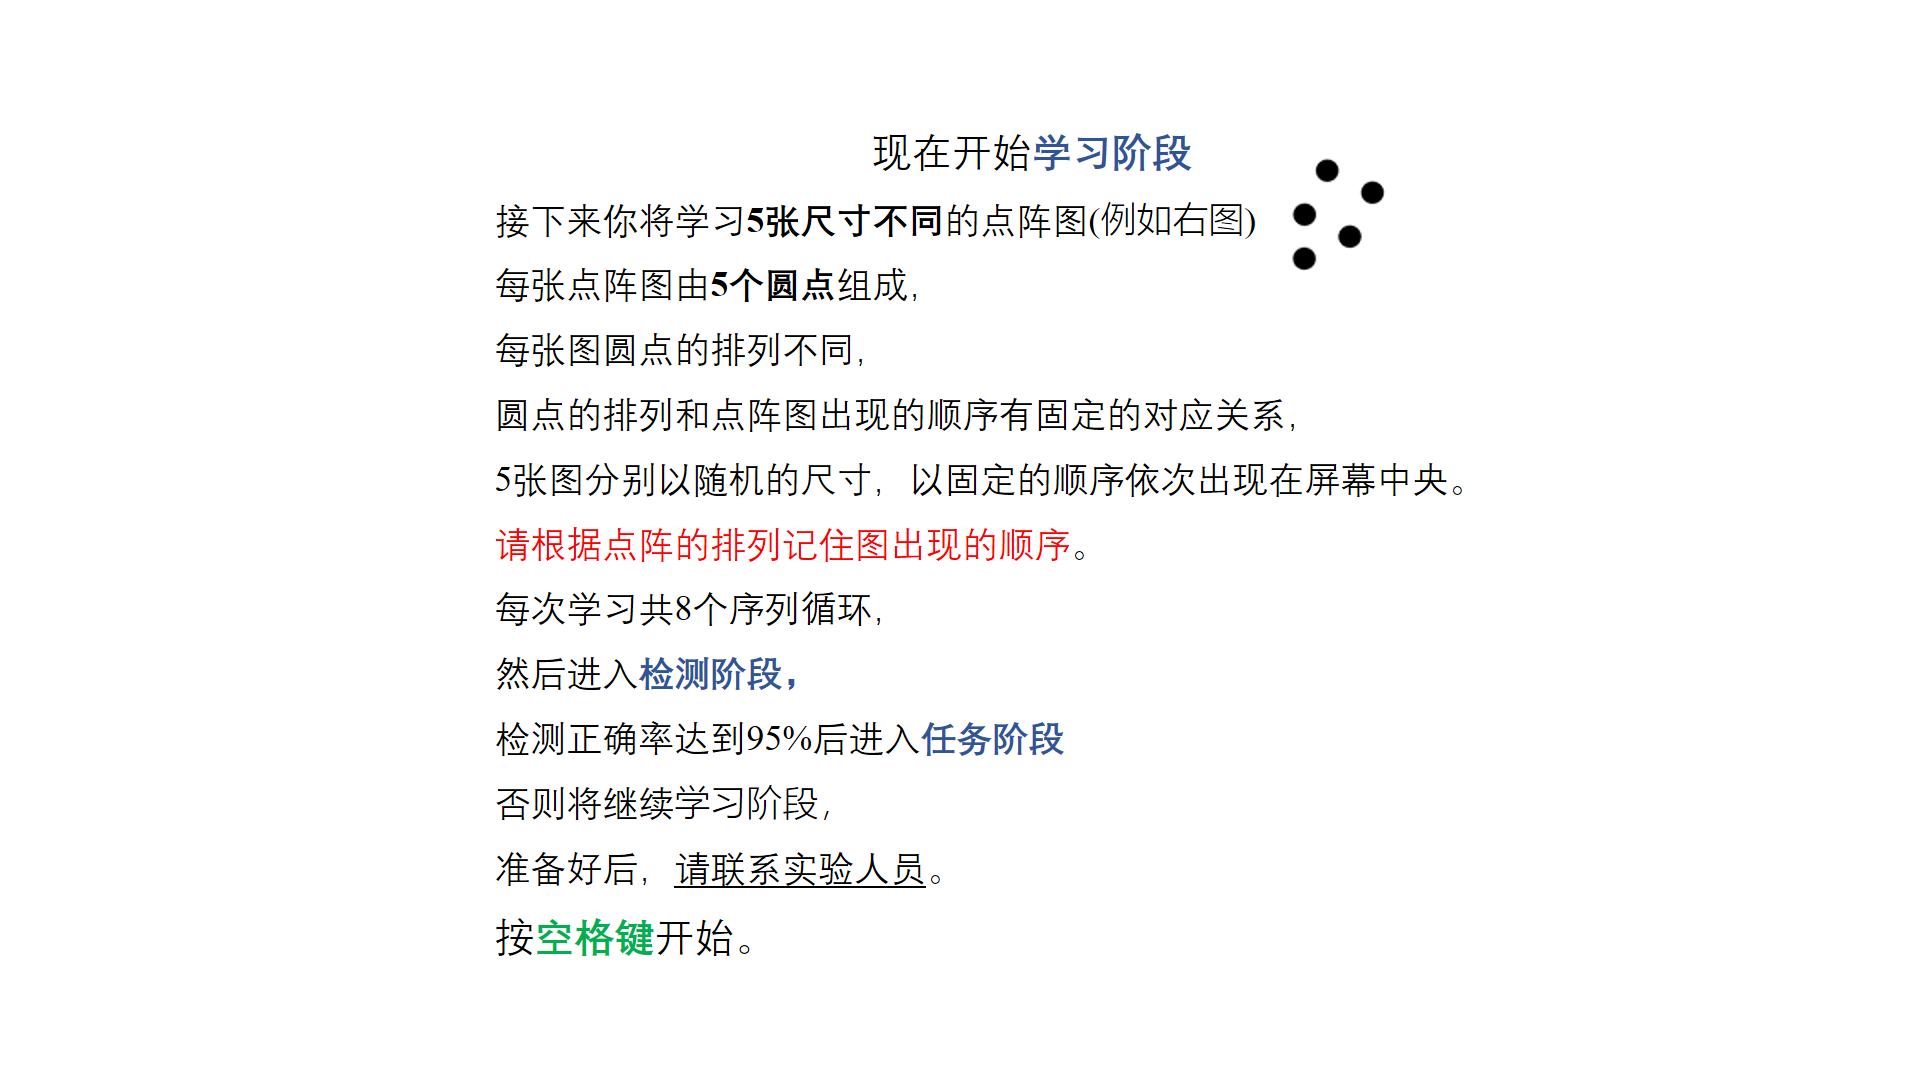 现在开始学习阶段
接下来你将学习5张尺寸不同的点阵图(例如右图)
每张点阵图由5个圆点组成，
每张图圆点的排列不同，
圆点的排列和点阵图出现的顺序有固定的对应关系，
5张图分别以随机的尺寸，以固定的顺序依次出现在屏幕中央。
请根据点阵的排列记住图出现的顺序。
每次学习共8个序列循环，
然后进入检测阶段，
检测正确率达到95%后进入任务阶段
否则将继续学习阶段，
准备好后，请联系实验人员。
按空格键开始。